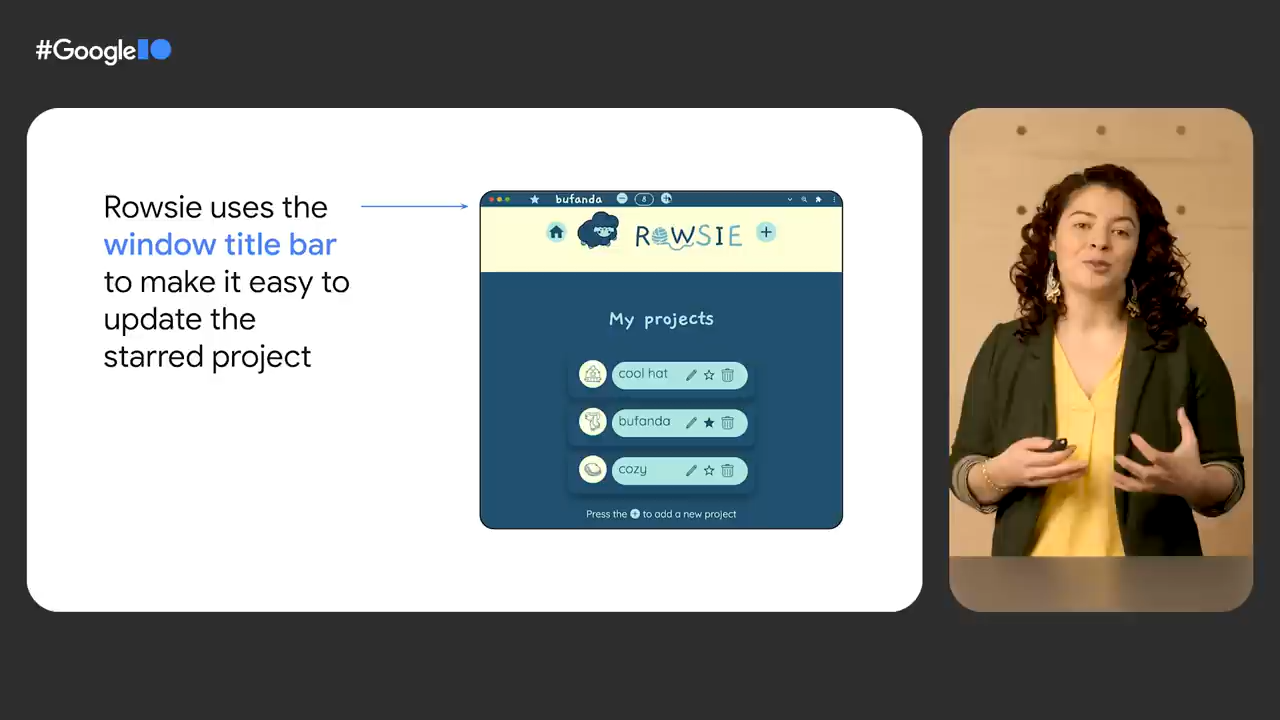 #GoogleIO
Rowsie uses the
window title bar
to make it easy to
update the
starred project
bufanda
8
ROWSIE
My projects
cool hat
bufanda
cozy
Press the + to add a new project